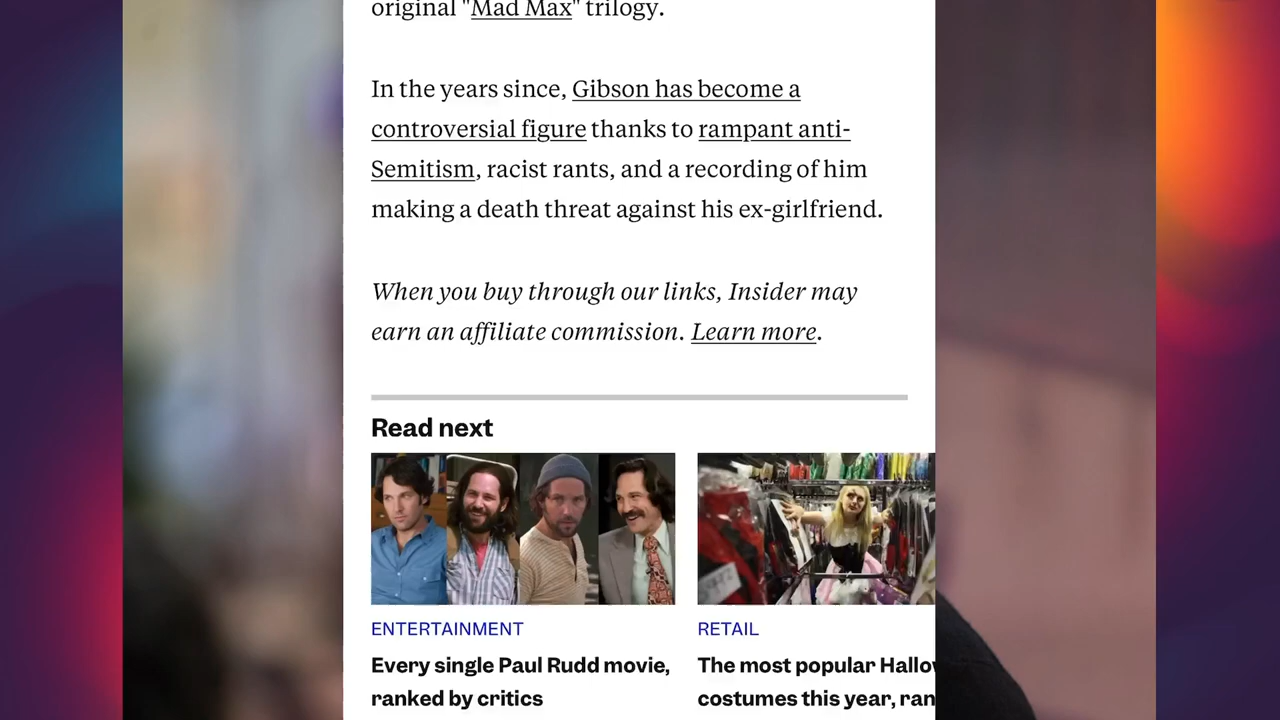 original "Mad Max" trilogy.
In the years since, Gibson has become a
controversial figure thanks to rampant anti-
Semitism, racist rants, and a recording of him
making a death threat against his ex-girlfriend.
When you buy through our links, Insider may
earn an affiliate commission. Learn more.
Read next
ENTERTAINMENT
Every single Paul Rudd movie,
ranked by critics
RETAIL
The most popular Hallow
costumes this year, ran